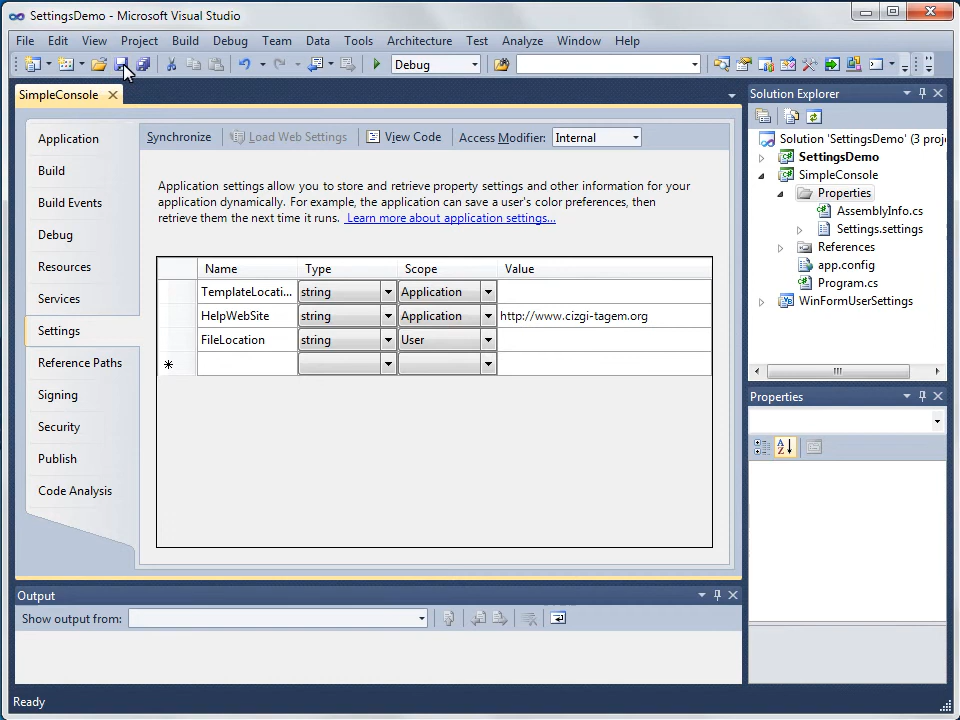 SettingsDemo - Microsoft Visual Studio
File Edit View Project Build Debug Team Data Tools Architecture Test Analyze Window Help
Debug
SimpleConsole
Application
Build
Build Events
Debug
Resources
Services
Settings
Reference Paths
Signing
Security
Publish
Code Analysis
Synchronize Load Web Settings View Code Access Modifier: Internal
Application settings allow you to store and retrieve property settings and other information for your
application dynamically. For example, the application can save a user's color preferences, then
retrieve them the next time it runs. Learn more about application settings...
Name Type Scope Value
TemplateLocati... string Application
HelpWebSite string Application http://www.cizgi-tagem.org
FileLocation string User
Output
Show output from:
Solution Explorer
Solution 'SettingsDemo' (3 proj
SettingsDemo
SimpleConsole
Properties
AssemblyInfo.cs
Settings.settings
References
app.config
Program.cs
WinFormUserSettings
Properties
Ready